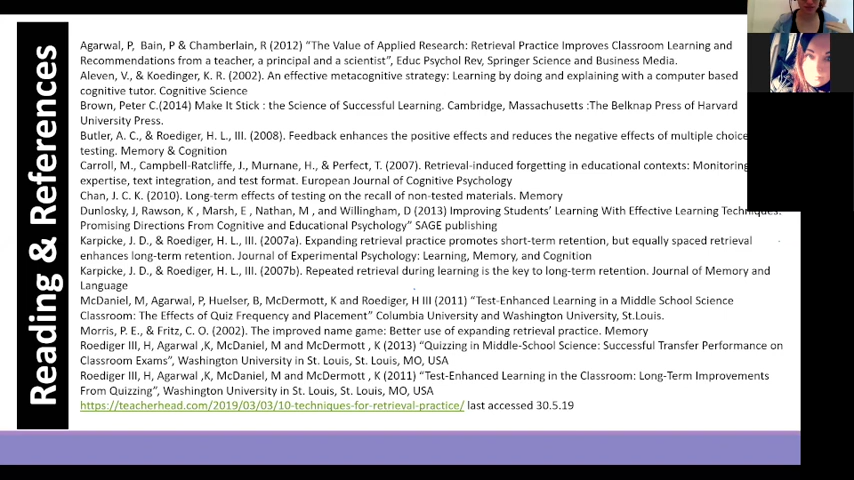 Reading & References
Agarwal, P, Bain, P & Chamberlain, R (2012) “The Value of Applied Research: Retrieval Practice Improves Classroom Learning and
Recommendations from a teacher, a principal and a scientist”, Educ Psychol Rev, Springer Science and Business Media.
Aleven, V., & Koedinger, K. R. (2002). An effective metacognitive strategy: Learning by doing and explaining with a computer based
cognitive tutor. Cognitive Science
Brown, Peter C.(2014) Make It Stick : the Science of Successful Learning. Cambridge, Massachusetts :The Belknap Press of Harvard
University Press.
Butler, A. C., & Roediger, H. L., III. (2008). Feedback enhances the positive effects and reduces the negative effects of multiple choice
testing. Memory & Cognition
Carroll, M., Campbell-Ratcliffe, J., Murnane, H., & Perfect, T. (2007). Retrieval-induced forgetting in educational contexts: Monitoring
expertise, text integration, and test format. European Journal of Cognitive Psychology
Chan, J. C. K. (2010). Long-term effects of testing on the recall of non-tested materials. Memory
Dunlosky, J, Rawson, K , Marsh, E , Nathan, M , and Willingham, D (2013) Improving Students’ Learning With Effective Learning Techniques:
Promising Directions From Cognitive and Educational Psychology” SAGE publishing
Karpicke, J. D., & Roediger, H. L., III. (2007a). Expanding retrieval practice promotes short-term retention, but equally spaced retrieval
enhances long-term retention. Journal of Experimental Psychology: Learning, Memory, and Cognition
Karpicke, J. D., & Roediger, H. L., III. (2007b). Repeated retrieval during learning is the key to long-term retention. Journal of Memory and
Language
McDaniel, M, Agarwal, P, Huelser, B, McDermott, K and Roediger, H III (2011) “Test-Enhanced Learning in a Middle School Science
Classroom: The Effects of Quiz Frequency and Placement” Columbia University and Washington University, St.Louis.
Morris, P. E., & Fritz, C. O. (2002). The improved name game: Better use of expanding retrieval practice. Memory
Roediger III, H, Agarwal ,K, McDaniel, M and McDermott , K (2013) “Quizzing in Middle-School Science: Successful Transfer Performance on
Classroom Exams”, Washington University in St. Louis, St. Louis, MO, USA
Roediger III, H, Agarwal ,K, McDaniel, M and McDermott , K (2011) “Test-Enhanced Learning in the Classroom: Long-Term Improvements
From Quizzing”, Washington University in St. Louis, St. Louis, MO, USA
https://teacherhead.com/2019/03/03/10-techniques-for-retrieval-practice/ last accessed 30.5.19